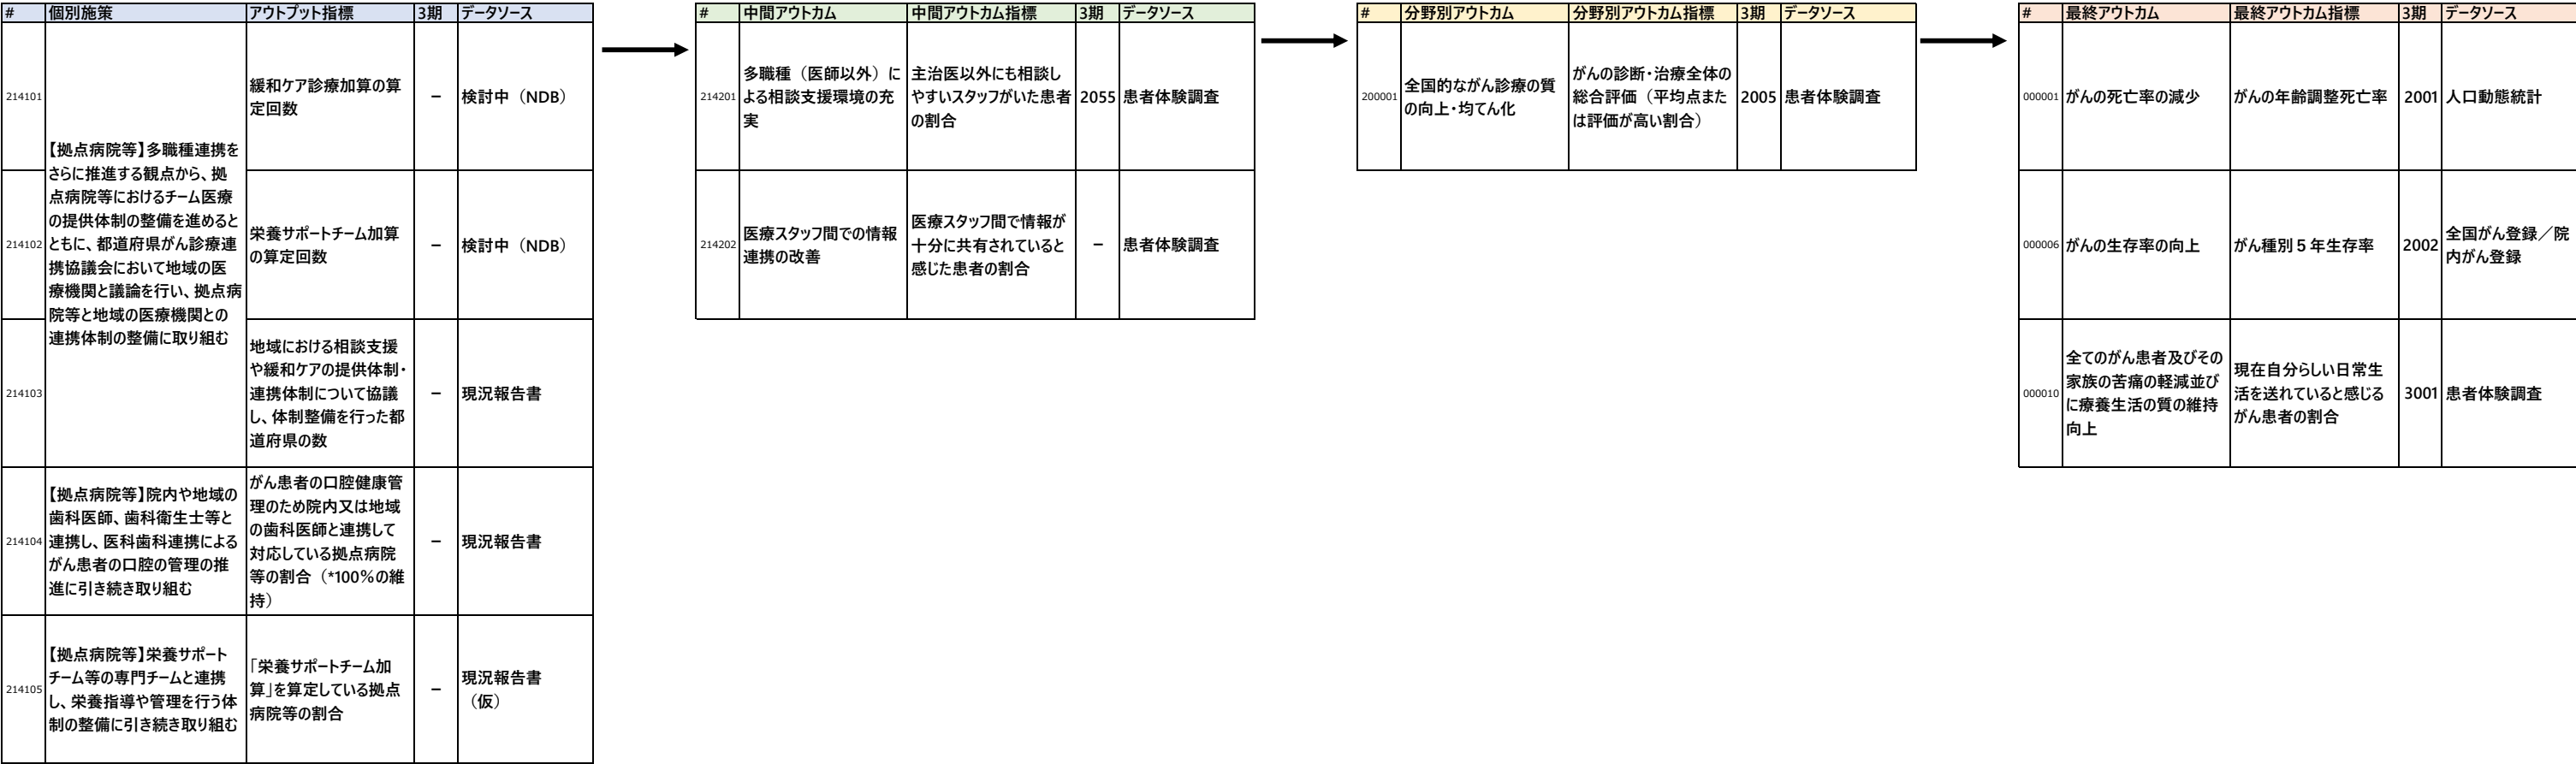 # 個別施策 アウトプット指標 3期 データソース
214101
【拠点病院等】多職種連携を
さらに推進する観点から、拠
点病院等におけるチーム医療
の提供体制の整備を進めると
ともに、都道府県がん診療連
携協議会において地域の医
療機関と議論を行い、拠点病
院等と地域の医療機関との
連携体制の整備に取り組む
緩和ケア診療加算の算
定回数
–
検討中（NDB）
214102
栄養サポートチーム加算
の算定回数
–
検討中（NDB）
214103
地域における相談支援
や緩和ケアの提供体制・
連携体制について協議
し、体制整備を行った都
道府県の数
–
現況報告書
214104
【拠点病院等】院内や地域の
歯科医師、歯科衛生士等と
連携し、医科歯科連携による
がん患者の口腔の管理の推
進に引き続き取り組む
がん患者の口腔健康管
理のため院内又は地域
の歯科医師と連携して
対応している拠点病院
等の割合（*100％の維
持）
–
現況報告書
214105
【拠点病院等】栄養サポート
チーム等の専門チームと連携
し、栄養指導や管理を行う体
制の整備に引き続き取り組む
「栄養サポートチーム加
算」を算定している拠点
病院等の割合
–
現況報告書
（仮）
# 中間アウトカム 中間アウトカム指標 3期 データソース
214201
多職種（医師以外）に
よる相談支援環境の充
実
主治医以外にも相談し
やすいスタッフがいた患者
の割合
2055
患者体験調査
214202
医療スタッフ間での情報
連携の改善
医療スタッフ間で情報が
十分に共有されていると
感じた患者の割合
–
患者体験調査
# 分野別アウトカム 分野別アウトカム指標 3期 データソース
200001
全国的ながん診療の質
の向上・均てん化
がんの診断・治療全体の
総合評価（平均点また
は評価が高い割合）
2005
患者体験調査
# 最終アウトカム 最終アウトカム指標 3期 データソース
000001
がんの死亡率の減少
がんの年齢調整死亡率
2001
人口動態統計
000006
がんの生存率の向上
がん種別５年生存率
2002
全国がん登録／院
内がん登録
000010
全てのがん患者及びその
家族の苦痛の軽減並び
に療養生活の質の維持
向上
現在自分らしい日常生
活を送れていると感じる
がん患者の割合
3001
患者体験調査